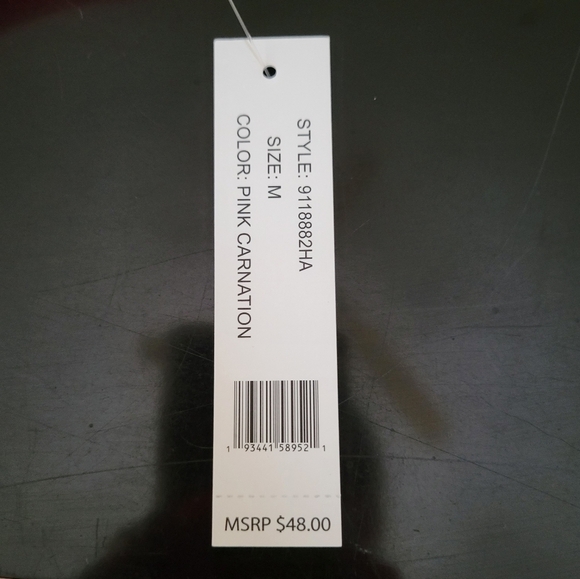 STYLE: 9118882HA
SIZE: M
COLOR: PINK CARNATION
1 93441 58952 1
MSRP $48.00